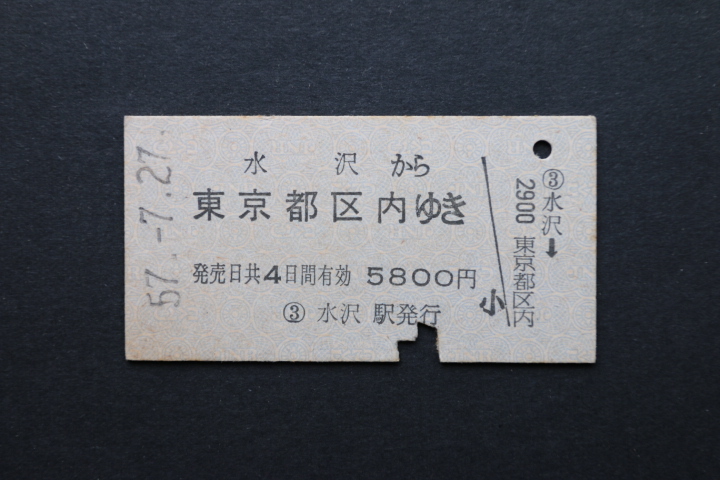 水沢から
東京都区内ゆき
発売日共4日間有効 5800円
③ 水沢 駅発行
57.-7.27.
小
③水沢➡東京都区内
2900